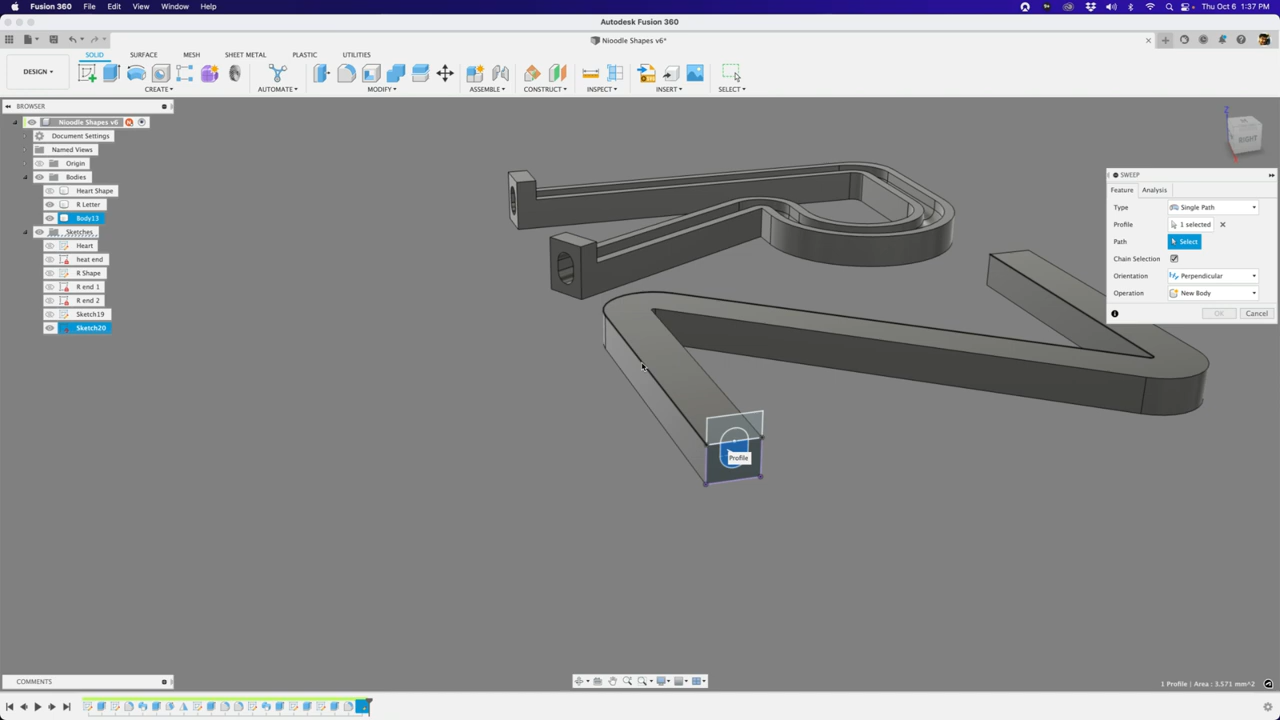 Fusion 360 File Edit View Window Help
Thu Oct 6 1:37 PM
Autodesk Fusion 360
Nioodle Shapes v6*
SOLID SURFACE MESH SHEET METAL PLASTIC UTILITIES
DESIGN
CREATE AUTOMATE MODIFY ASSEMBLE CONSTRUCT INSPECT INSERT SELECT
BROWSER
Nioodle Shapes v6
Document Settings
Named Views
Origin
Bodies
Heart Shape
R Letter
Body13
Sketches
Heart
heat end
R Shape
R end 1
R end 2
Sketch19
Sketch20
Z
RIGHT
SWEEP
Feature Analysis
Type Single Path
Profile 1 selected
Path Select
Chain Selection
Orientation Perpendicular
Operation New Body
OK Cancel
Profile
COMMENTS
1 Profile | Area : 3.571 mm^2